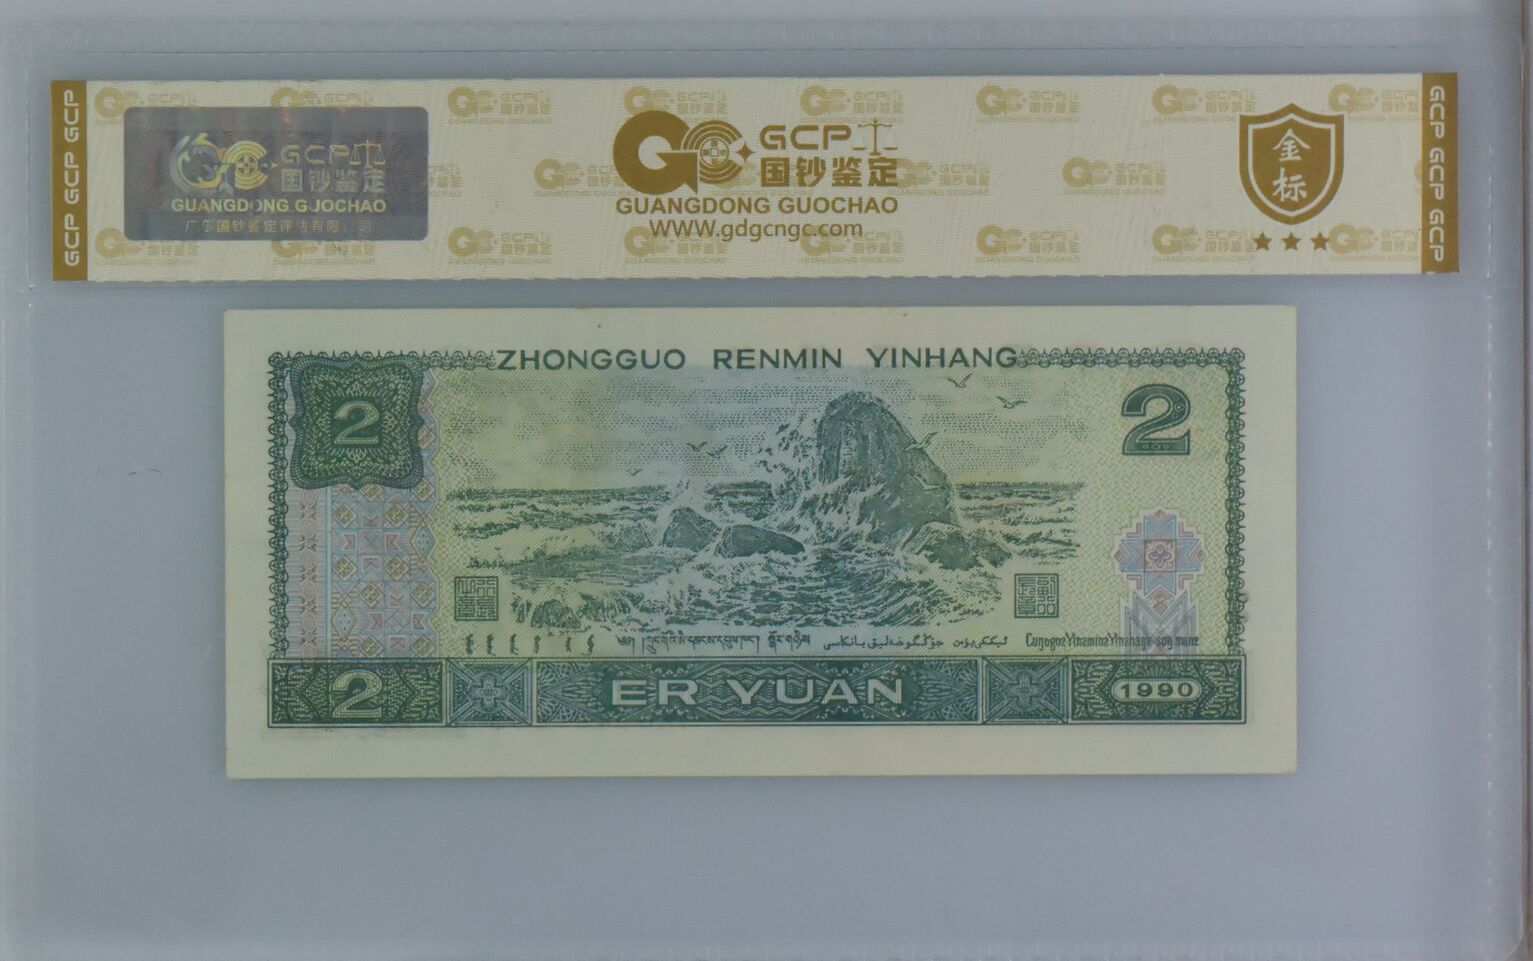 GCP GCP GCP
GCP
国钞鉴定
GUANGDONG GUOCHAO
广东国钞鉴定评估有限公司
GCP
国钞鉴定
GUANGDONG GUOCHAO
WWW.gdgcngc.com
金
标
GCP GCP GCP
ZHONGGUO RENMIN YINHANG
2
2
2
ER YUAN
1990